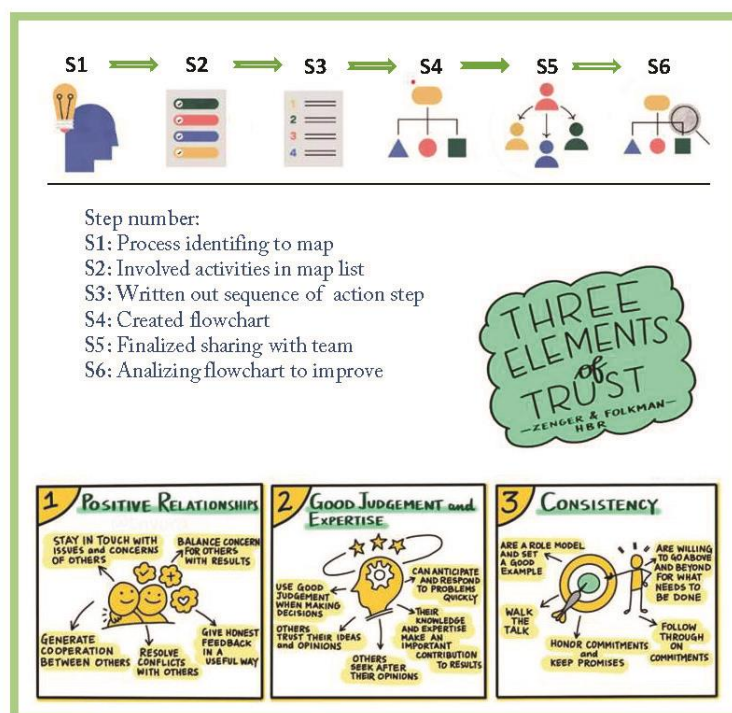 S1 S2 S3 S4 S5 S6
1
2
3
4
Step number:
S1: Process identifing to map
S2: Involved activities in map list
S3: Written out sequence of action step
S4: Created flowchart
S5: Finalized sharing with team
S6: Analizing flowchart to improve
THREE
ELEMENTS
of
TRUST
—ZENGER & FOLKMAN—
HBR
1 POSITIVE RELATIONSHIPS
STAY IN TOUCH WITH
ISSUES and CONCERNS
OF OTHERS
BALANCE CONCERN
FOR OTHERS
WITH RESULTS
GENERATE
COOPERATION
BETWEEN OTHERS
RESOLVE
CONFLICTS
WITH OTHERS
GIVE HONEST
FEEDBACK
IN A
USEFUL WAY
2 GOOD JUDGEMENT and
EXPERTISE
USE GOOD
JUDGEMENT
WHEN MAKING
DECISIONS
CAN ANTICIPATE
AND RESPOND
TO PROBLEMS
QUICKLY
OTHERS
TRUST THEIR IDEAS
and OPINIONS
THEIR
KNOWLEDGE
AND EXPERTISE
MAKE AN
IMPORTANT
CONTRIBUTION
TO RESULTS
OTHERS
SEEK AFTER
THEIR OPINIONS
3 CONSISTENCY
ARE A ROLE MODEL
AND SET
A GOOD
EXAMPLE
ARE WILLING
TO GO ABOVE
AND BEYOND
FOR WHAT
NEEDS TO
BE DONE
WALK
THE
TALK
HONOR COMMITMENTS
and
KEEP PROMISES
FOLLOW
THROUGH
ON
COMMITMENTS